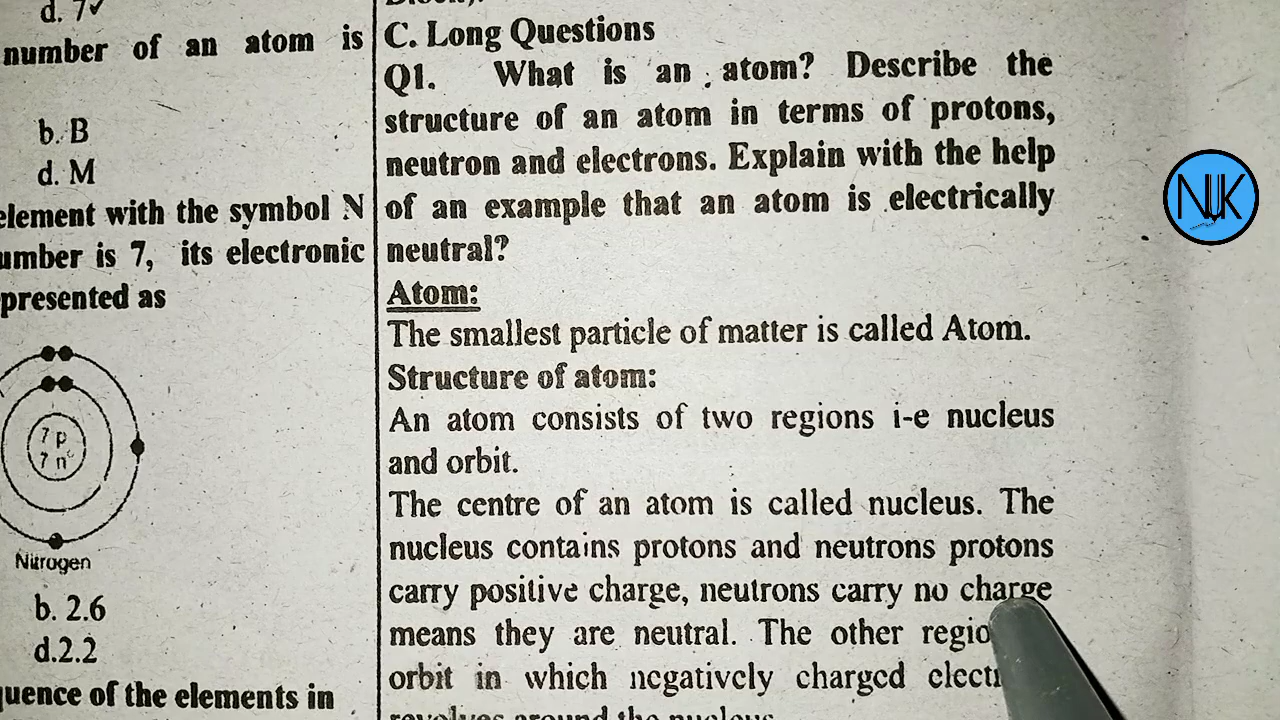 d. 7✓
number of an atom is
b. B
d. M
element with the symbol N
umber is 7, its electronic
presented as
7 p
7 n
Nitrogen
b. 2.6
d.2.2
quence of the elements in
C. Long Questions
Q1. What is an atom? Describe the
structure of an atom in terms of protons,
neutron and electrons. Explain with the help
of an example that an atom is electrically
neutral?
Atom:
The smallest particle of matter is called Atom.
Structure of atom:
An atom consists of two regions i-e nucleus
and orbit.
The centre of an atom is called nucleus. The
nucleus contains protons and neutrons protons
carry positive charge, neutrons carry no charge
means they are neutral. The other regio
orbit in which negatively charged elect
revolves around the nucleus
NJK